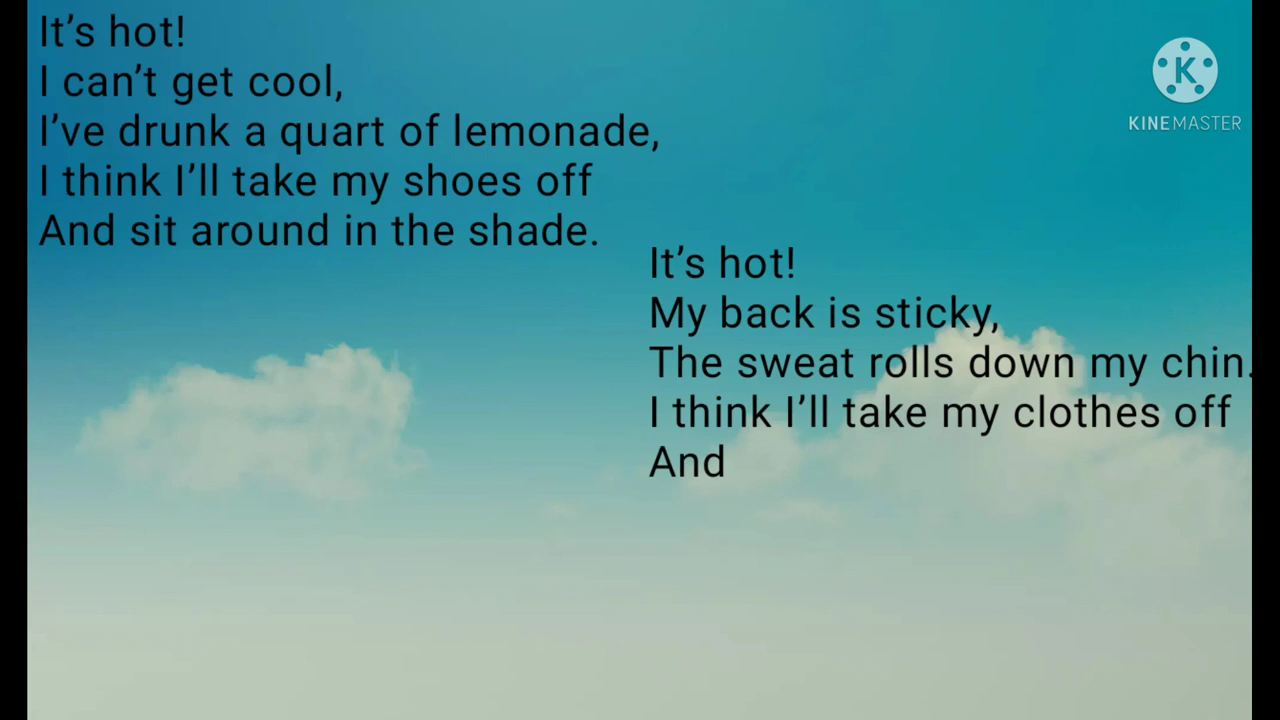 It’s hot!
I can’t get cool,
I’ve drunk a quart of lemonade,
I think I’ll take my shoes off
And sit around in the shade.
It’s hot!
My back is sticky,
The sweat rolls down my chin.
I think I’ll take my clothes off
And
KINEMASTER